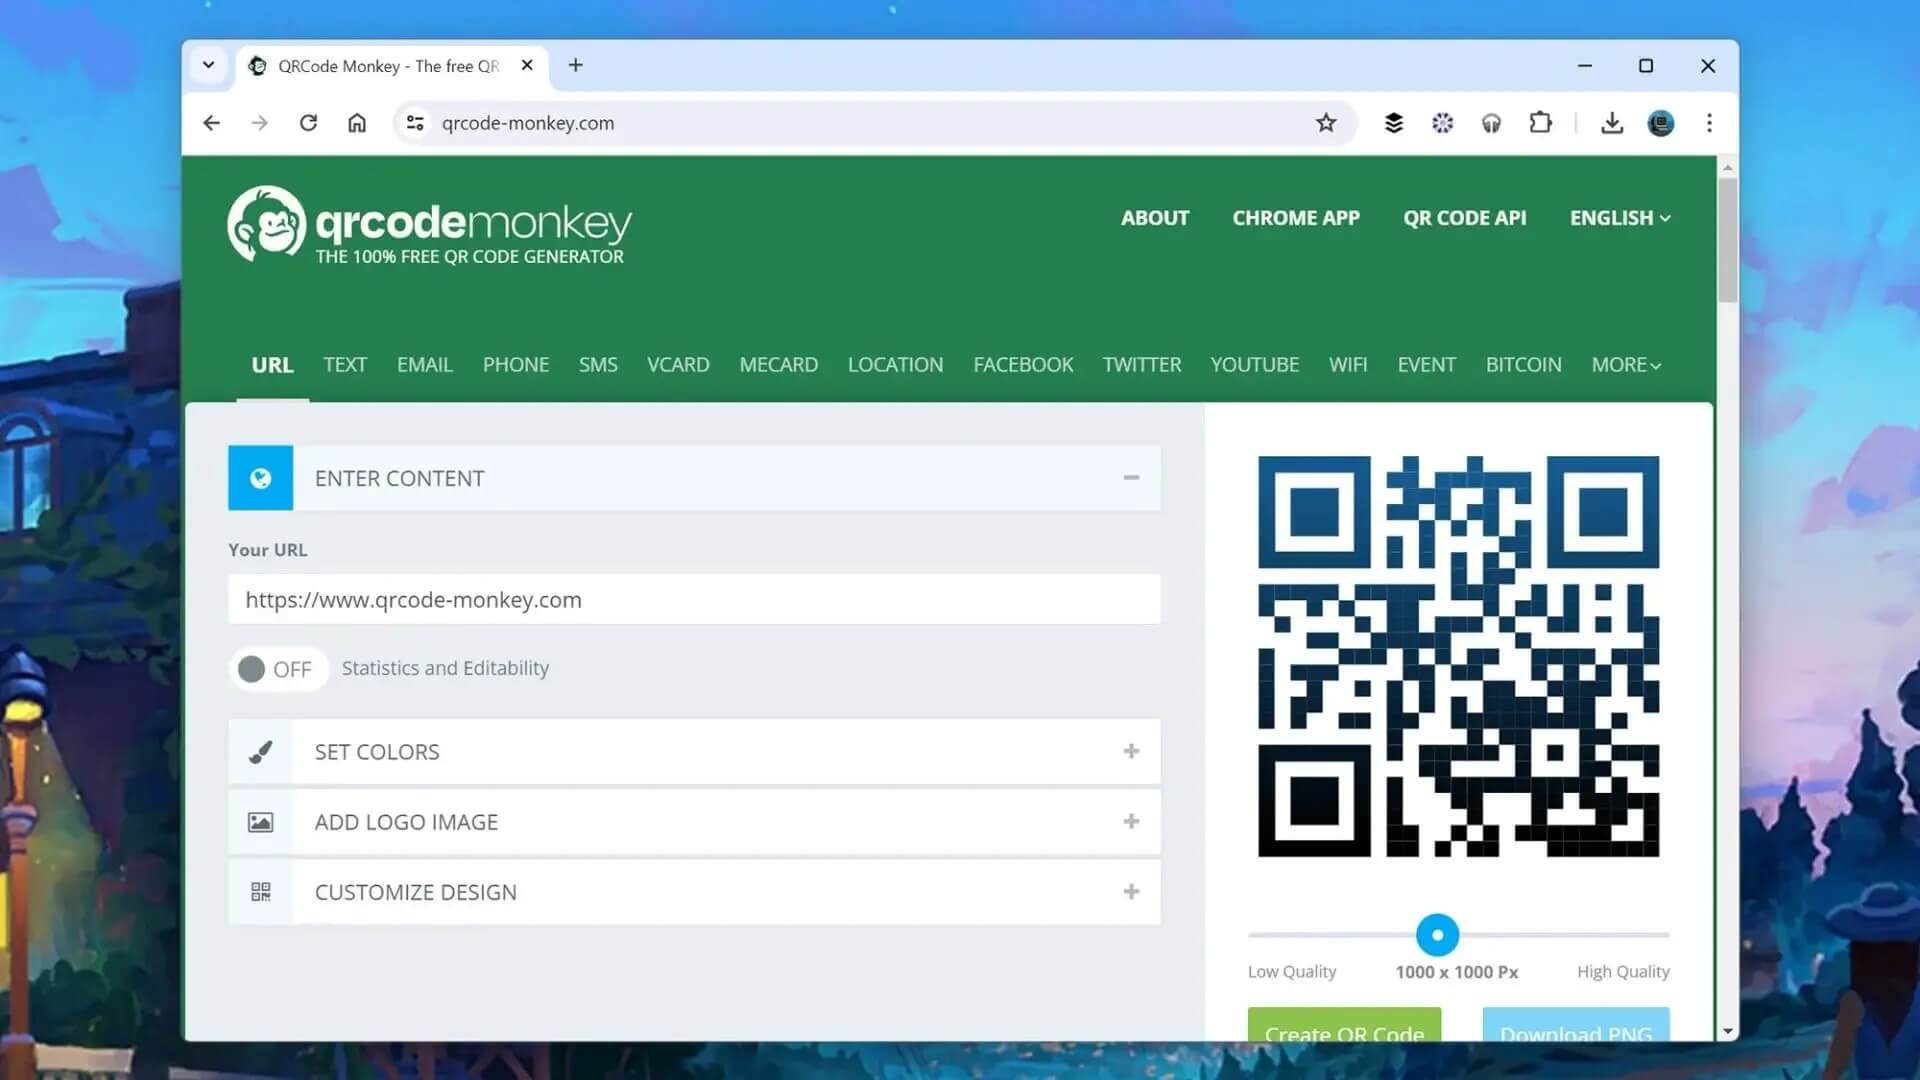 QRCode Monkey - The free QR
qrcode-monkey.com
qrcodemonkey
THE 100% FREE QR CODE GENERATOR
ABOUT CHROME APP QR CODE API ENGLISH
URL TEXT EMAIL PHONE SMS VCARD MECARD LOCATION FACEBOOK TWITTER YOUTUBE WIFI EVENT BITCOIN MORE
ENTER CONTENT
Your URL
https://www.qrcode-monkey.com
OFF Statistics and Editability
SET COLORS
ADD LOGO IMAGE
CUSTOMIZE DESIGN
Low Quality 1000 x 1000 Px High Quality
Create QR Code Download PNG